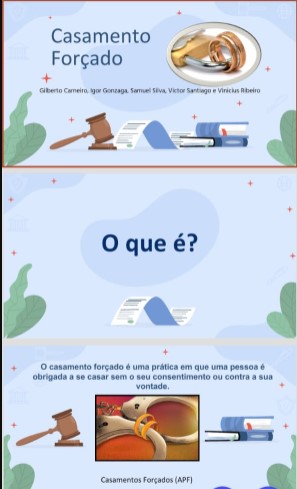 Casamento
Forçado
Gilberto Carneiro, Igor Gonzaga, Samuel Silva, Victor Santiago e Vinicius Ribeiro
O que é?
O casamento forçado é uma prática em que uma pessoa é
obrigada a se casar sem o seu consentimento ou contra a sua
vontade.
Casamentos Forçados (APF)